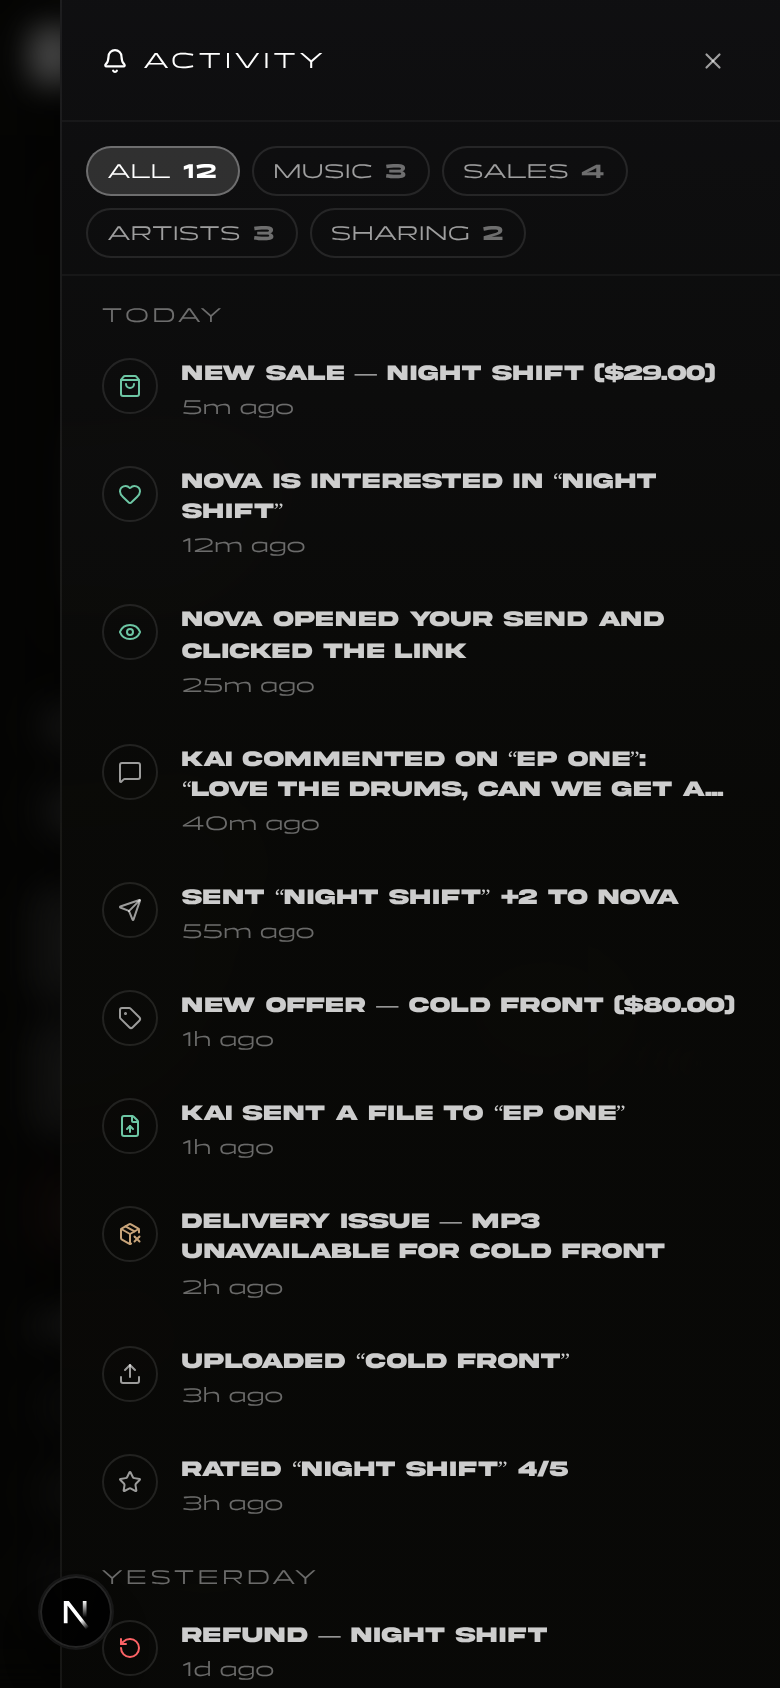 ACTIVITY
ALL 12
MUSIC 3
SALES 4
ARTISTS 3
SHARING 2
TODAY
NEW SALE — NIGHT SHIFT ($29.00)
5m ago
NOVA IS INTERESTED IN “NIGHT
SHIFT”
12m ago
NOVA OPENED YOUR SEND AND
CLICKED THE LINK
25m ago
KAI COMMENTED ON “EP ONE”:
“LOVE THE DRUMS, CAN WE GET A...
40m ago
SENT “NIGHT SHIFT” +2 TO NOVA
55m ago
NEW OFFER — COLD FRONT ($80.00)
1h ago
KAI SENT A FILE TO “EP ONE”
1h ago
DELIVERY ISSUE — MP3
UNAVAILABLE FOR COLD FRONT
2h ago
UPLOADED “COLD FRONT”
3h ago
RATED “NIGHT SHIFT” 4/5
3h ago
YESTERDAY
N
REFUND — NIGHT SHIFT
1d ago